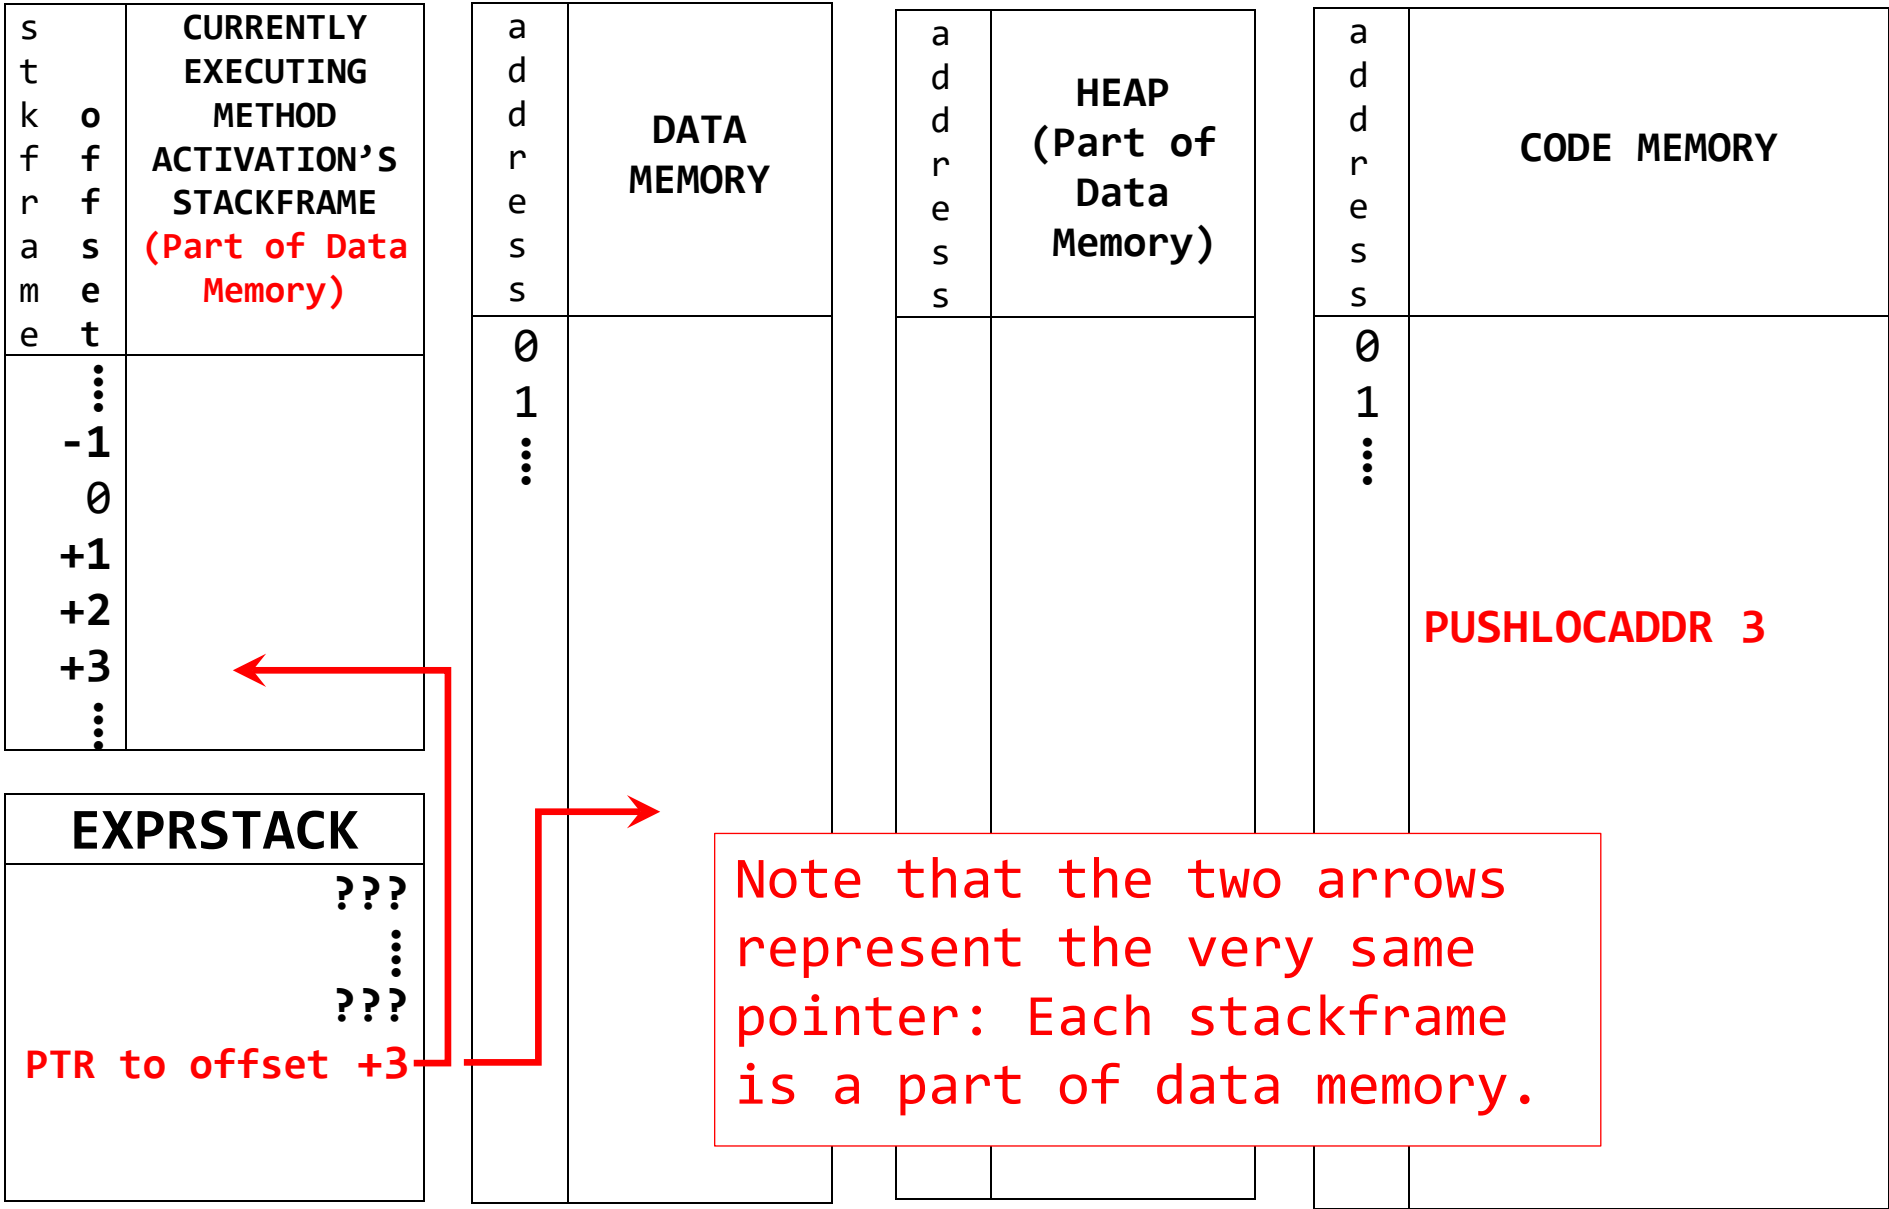 stkframe
offset
CURRENTLY
EXECUTING
METHOD
ACTIVATION’S
STACKFRAME
(Part of Data
Memory)
-1
0
+1
+2
+3
EXPRSTACK
???
???
PTR to offset +3
address
DATA
MEMORY
0
1
address
HEAP
(Part of
Data
Memory)
address
CODE MEMORY
0
1
PUSHLOCADDR 3
Note that the two arrows
represent the very same
pointer: Each stackframe
is a part of data memory.